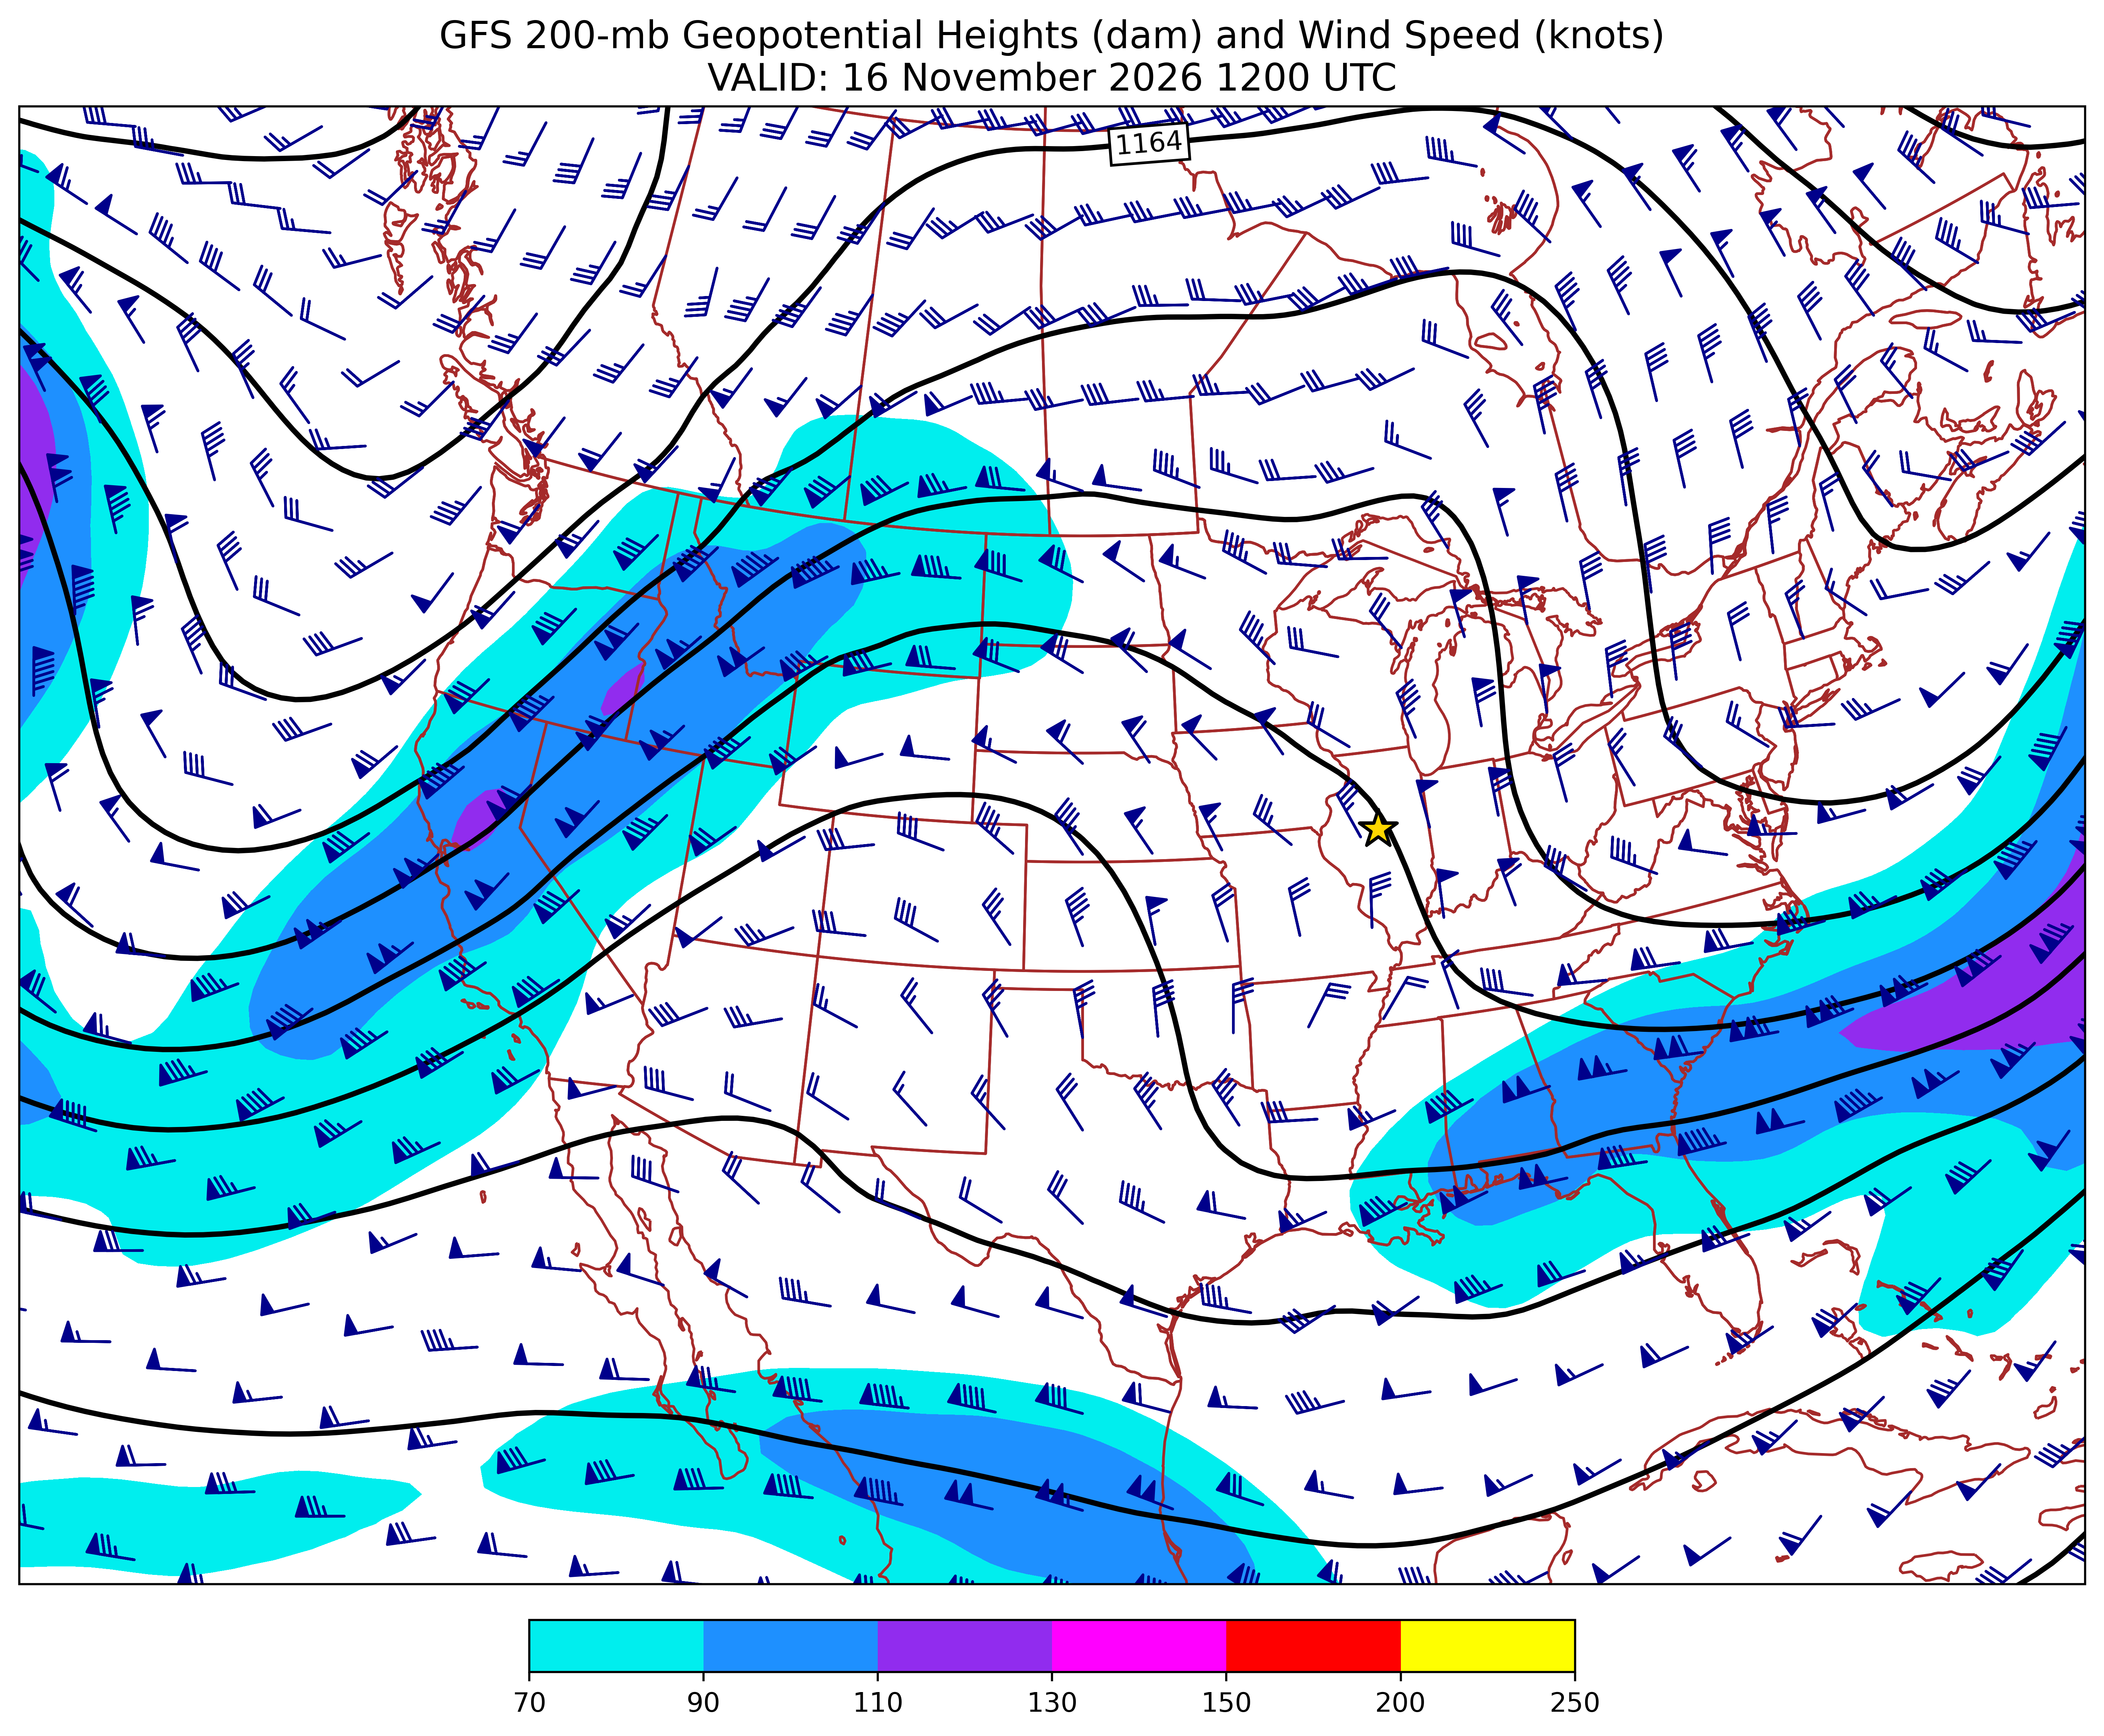 GFS 200-mb Geopotential Heights (dam) and Wind Speed (knots)
VALID: 16 November 2026 1200 UTC
1164
70 90 110 130 150 200 250